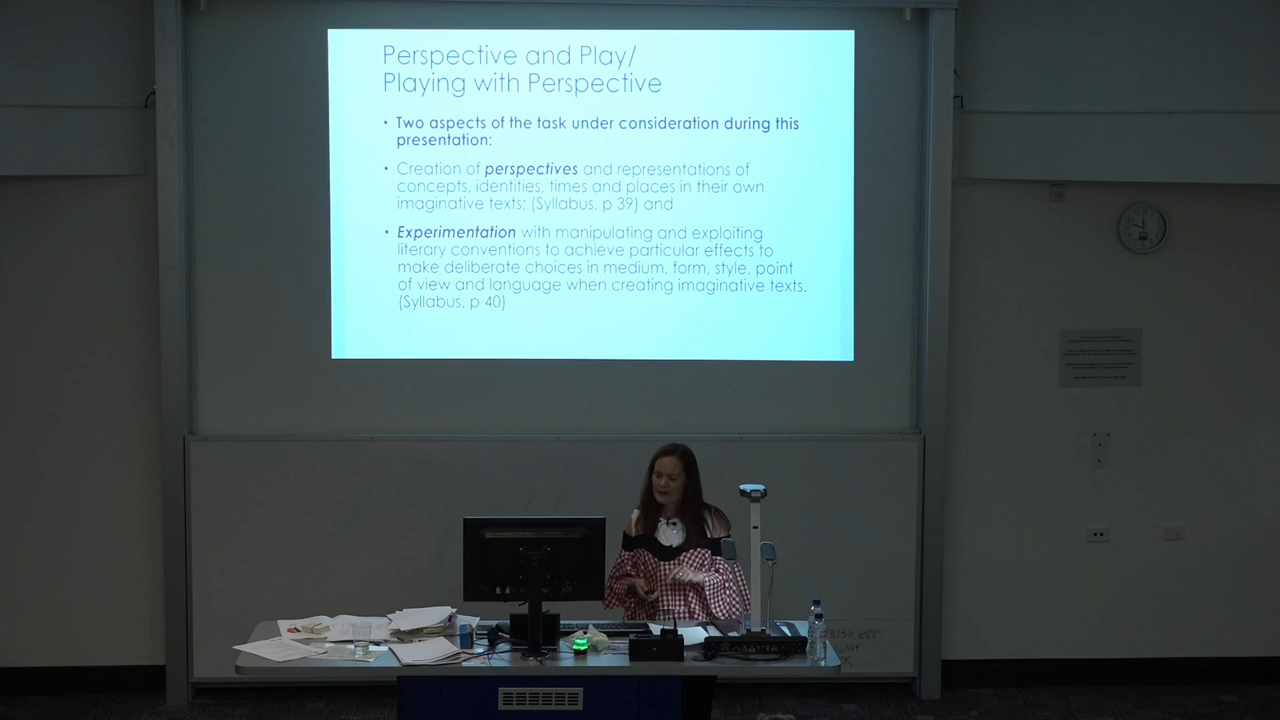 Perspective and Play/
Playing with Perspective
• Two aspects of the task under consideration during this
presentation:
• Creation of perspectives and representations of
concepts, identities, times and places in their own
imaginative texts; (Syllabus, p 39) and
• Experimentation with manipulating and exploiting
literary conventions to achieve particular effects to
make deliberate choices in medium, form, style, point
of view and language when creating imaginative texts.
(Syllabus, p 40)